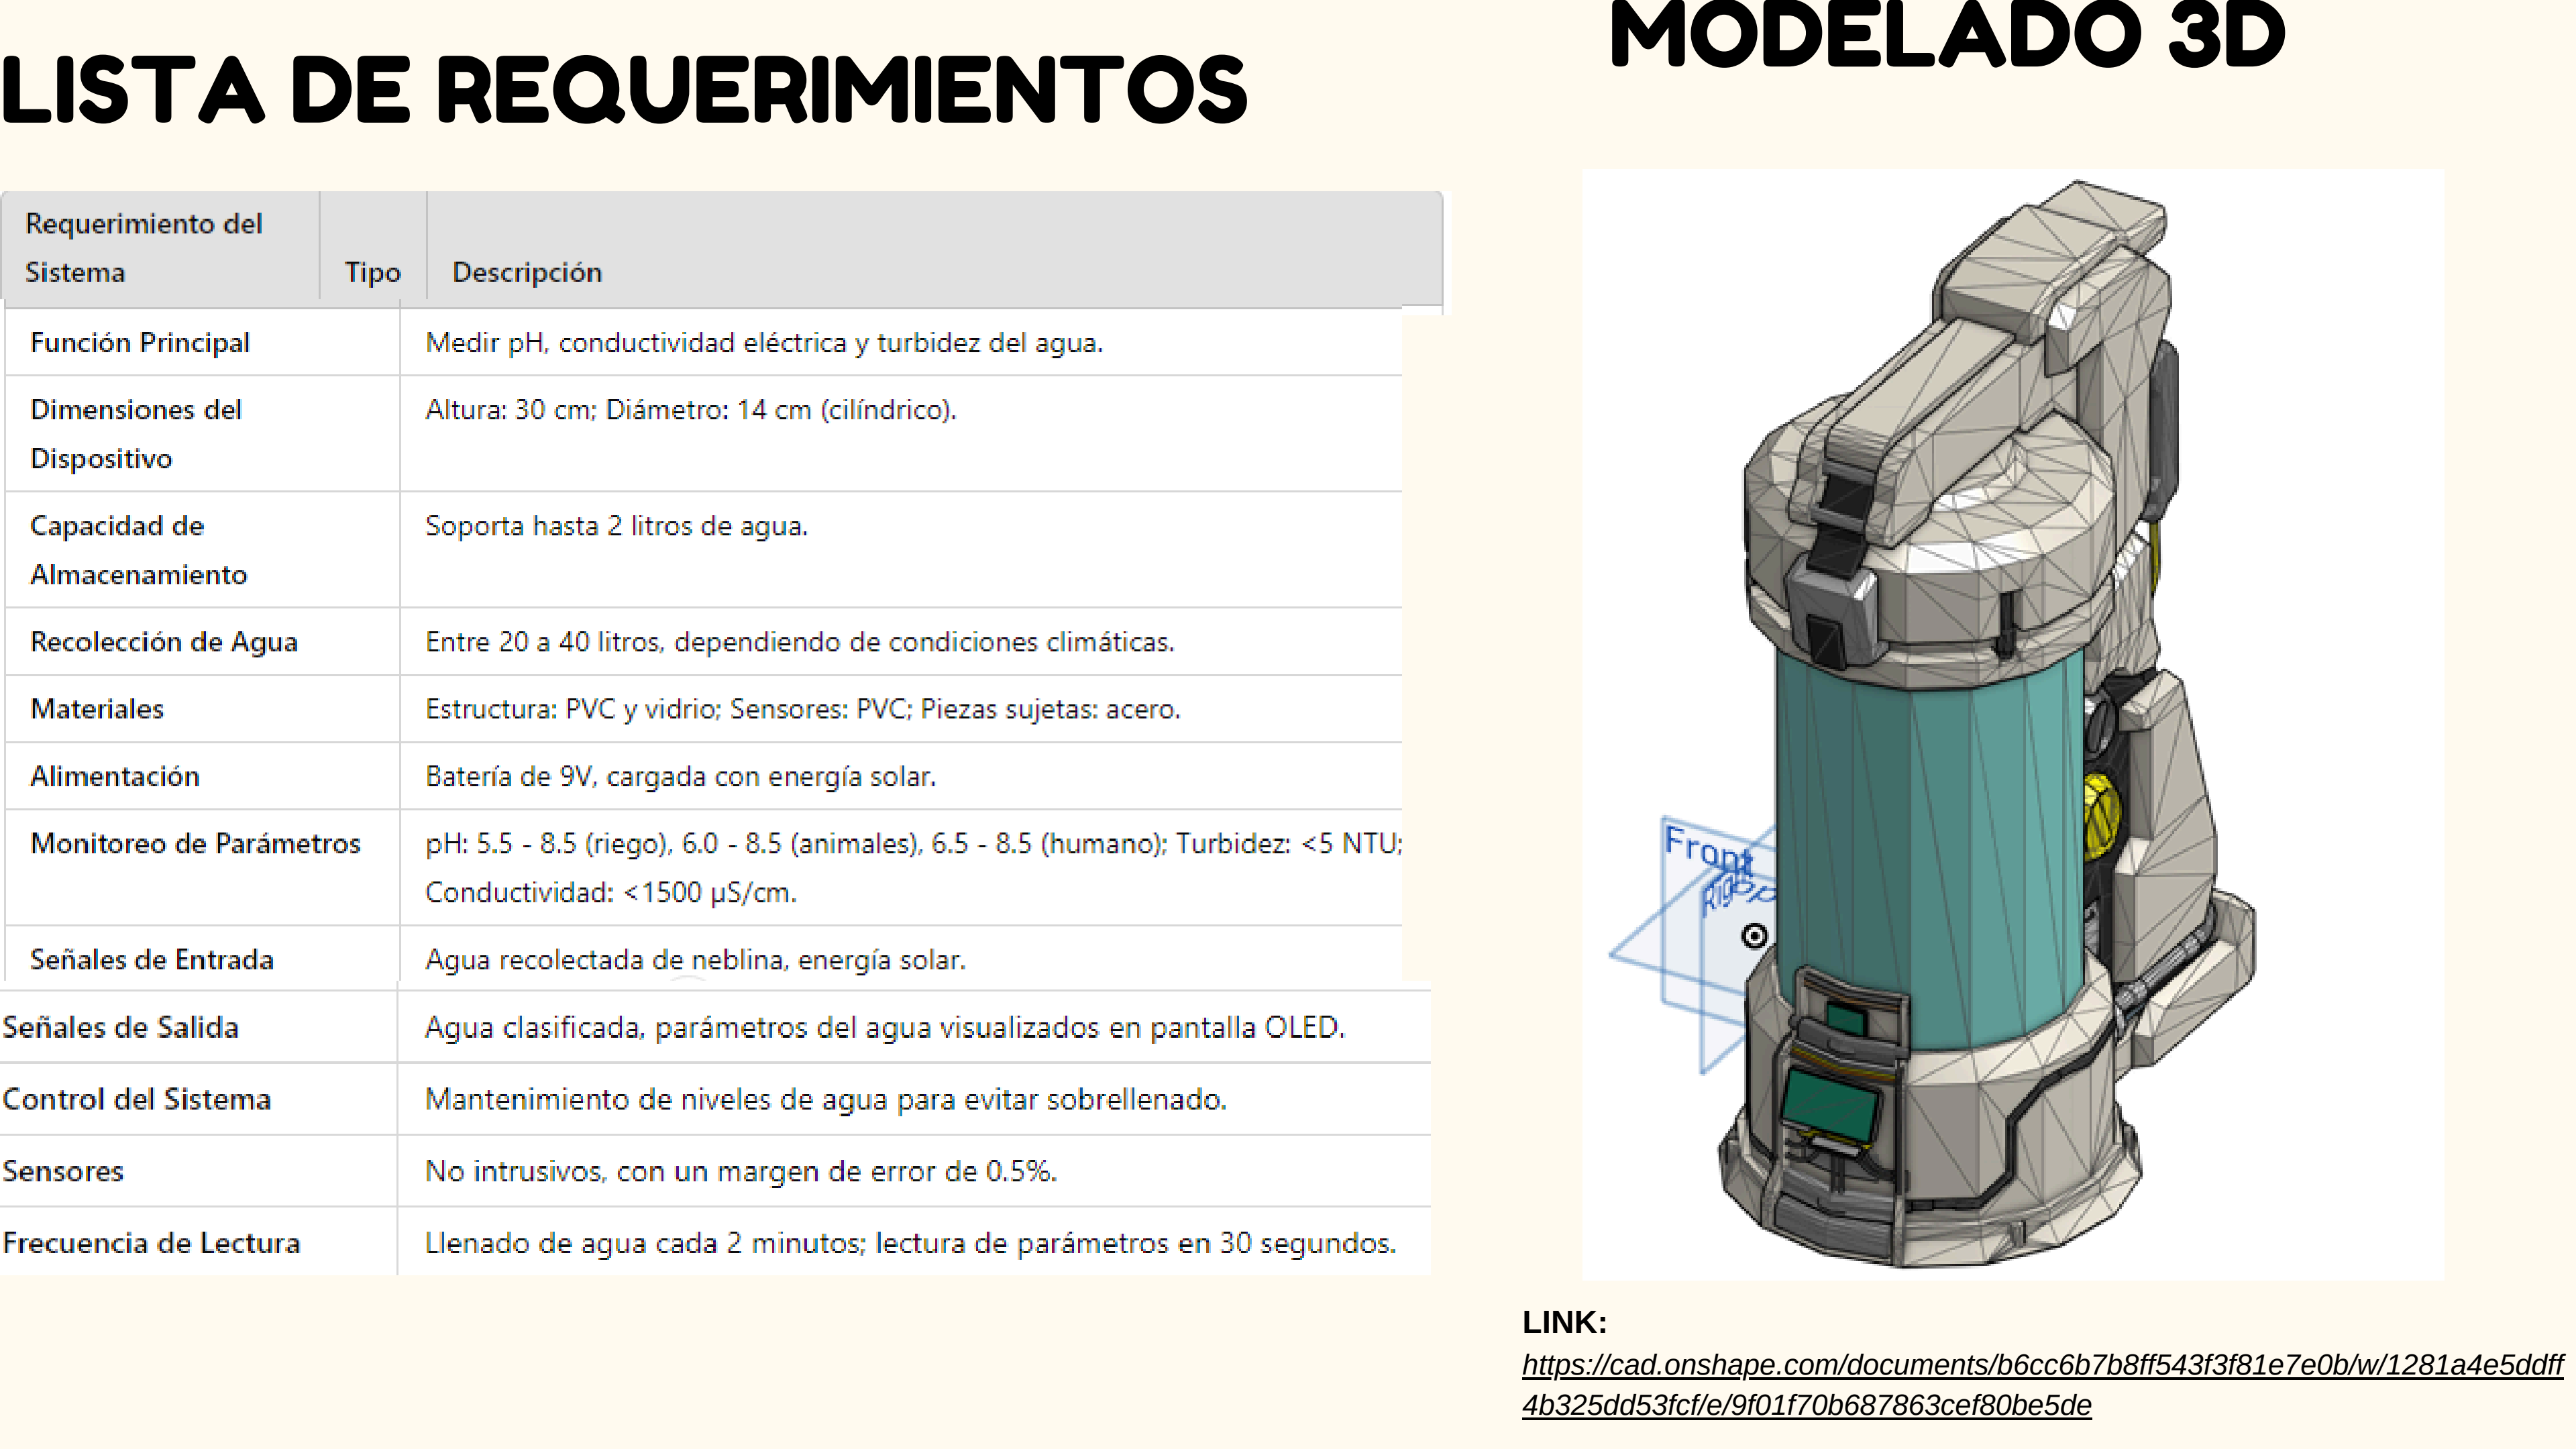 LISTA DE REQUERIMIENTOS
Requerimiento del
Sistema
Tipo
Descripción
Función Principal
Medir pH, conductividad eléctrica y turbidez del agua.
Dimensiones del
Dispositivo
Altura: 30 cm; Diámetro: 14 cm (cilíndrico).
Capacidad de
Almacenamiento
Soporta hasta 2 litros de agua.
Recolección de Agua
Entre 20 a 40 litros, dependiendo de condiciones climáticas.
Materiales
Estructura: PVC y vidrio; Sensores: PVC; Piezas sujetas: acero.
Alimentación
Batería de 9V, cargada con energía solar.
Monitoreo de Parámetros
pH: 5.5 - 8.5 (riego), 6.0 - 8.5 (animales), 6.5 - 8.5 (humano); Turbidez: <5 NTU;
Conductividad: <1500 µS/cm.
Señales de Entrada
Agua recolectada de neblina, energía solar.
Señales de Salida
Agua clasificada, parámetros del agua visualizados en pantalla OLED.
Control del Sistema
Mantenimiento de niveles de agua para evitar sobrellenado.
Sensores
No intrusivos, con un margen de error de 0.5%.
Frecuencia de Lectura
Llenado de agua cada 2 minutos; lectura de parámetros en 30 segundos.
MODELADO 3D
Front
LINK:
https://cad.onshape.com/documents/b6cc6b7b8ff543f3f81e7e0b/w/1281a4e5ddff
4b325dd53fcf/e/9f01f70b687863cef80be5de